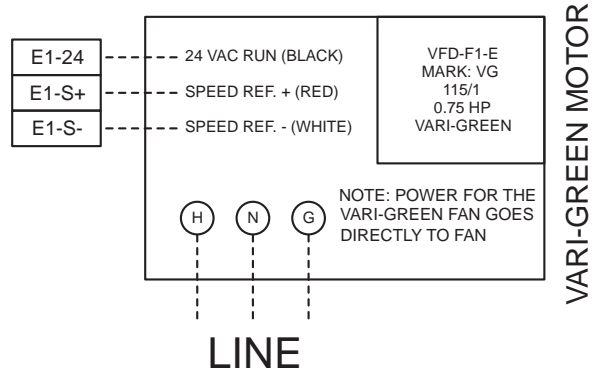 E1-24
24 VAC RUN (BLACK)
E1-S+
SPEED REF. + (RED)
E1-S-
SPEED REF. - (WHITE)
VFD-F1-E
MARK: VG
115/1
0.75 HP
VARI-GREEN
VARI-GREEN MOTOR
H
N
G
NOTE: POWER FOR THE
VARI-GREEN FAN GOES
DIRECTLY TO FAN
LINE